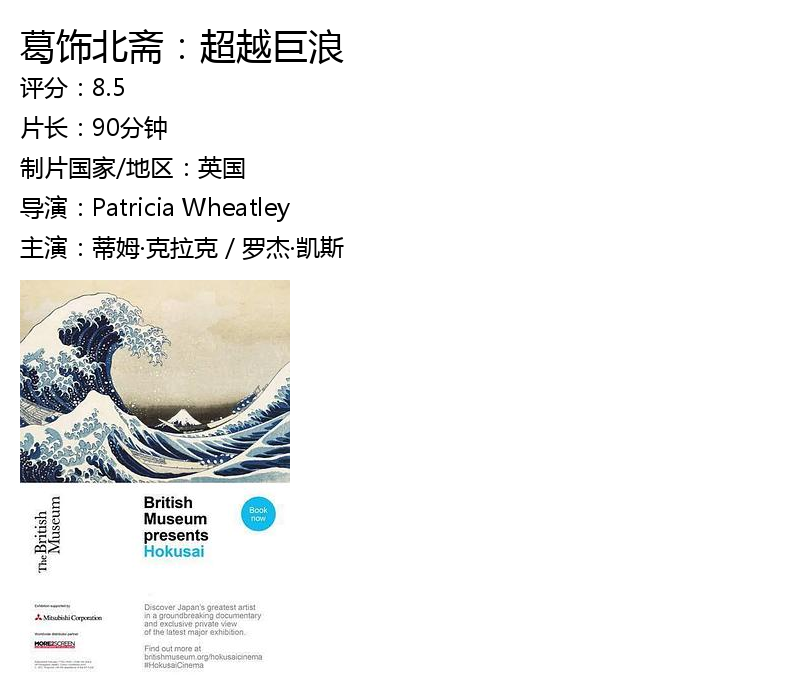 葛饰北斋：超越巨浪
评分：8.5
片长：90分钟
制片国家/地区：英国
导演：Patricia Wheatley
主演：蒂姆·克拉克 / 罗杰·凯斯
The British
Museum
British
Museum
presents
Hokusai
Book
now
Exhibition supported by
Mitsubishi Corporation
Worldwide distribution partner
MORE2SCREEN
Discover Japan's greatest artist
in a groundbreaking documentary
and exclusive private view
of the latest major exhibition.
Find out more at
britishmuseum.org/hokusaicinema
#HokusaiCinema